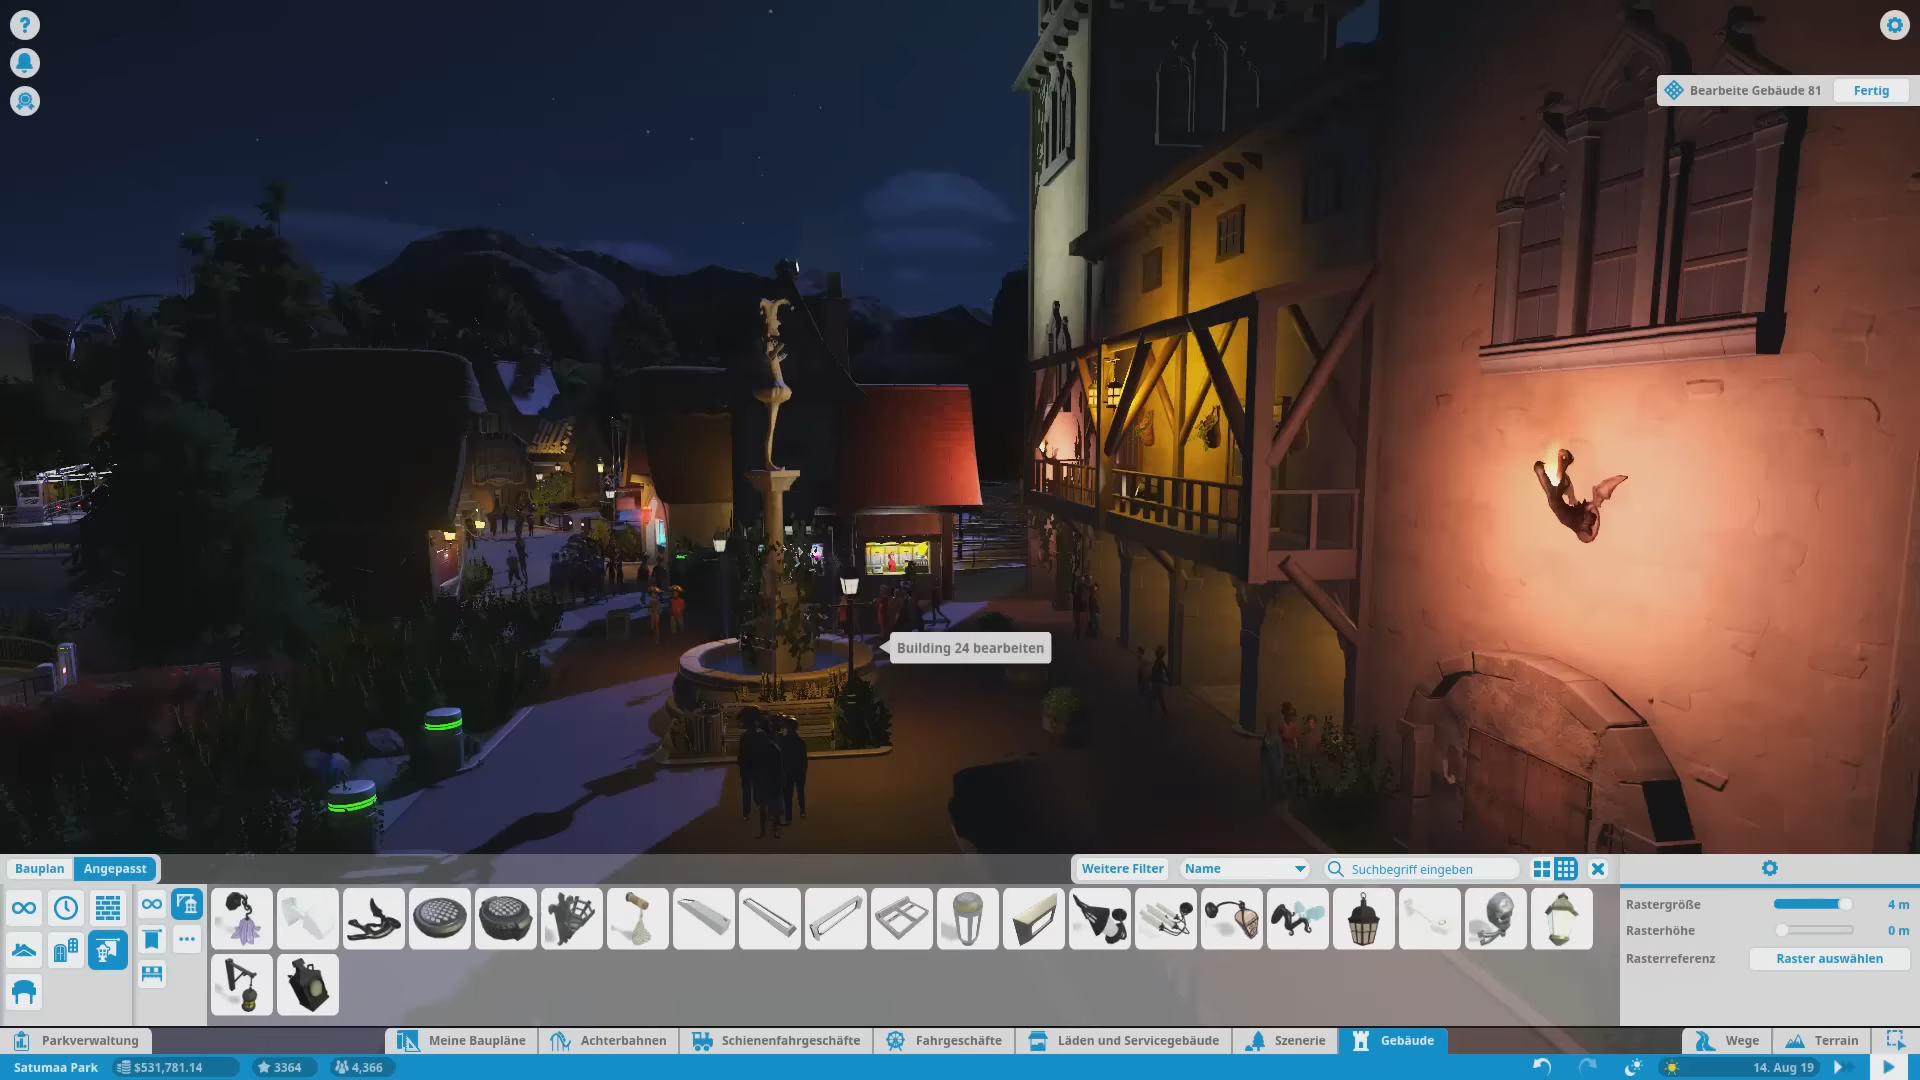 ?
Bearbeite Gebäude 81
Fertig
Building 24 bearbeiten
Bauplan
Angepasst
Weitere Filter
Name
Suchbegriff eingeben
Rastergröße
4 m
Rasterhöhe
0 m
Rasterreferenz
Raster auswählen
Parkverwaltung
Meine Baupläne
Achterbahnen
Schienenfahrgeschäfte
Fahrgeschäfte
Läden und Servicegebäude
Szenerie
Gebäude
Wege
Terrain
Satumaa Park
$531,781.14
3364
4,366
14. Aug 19